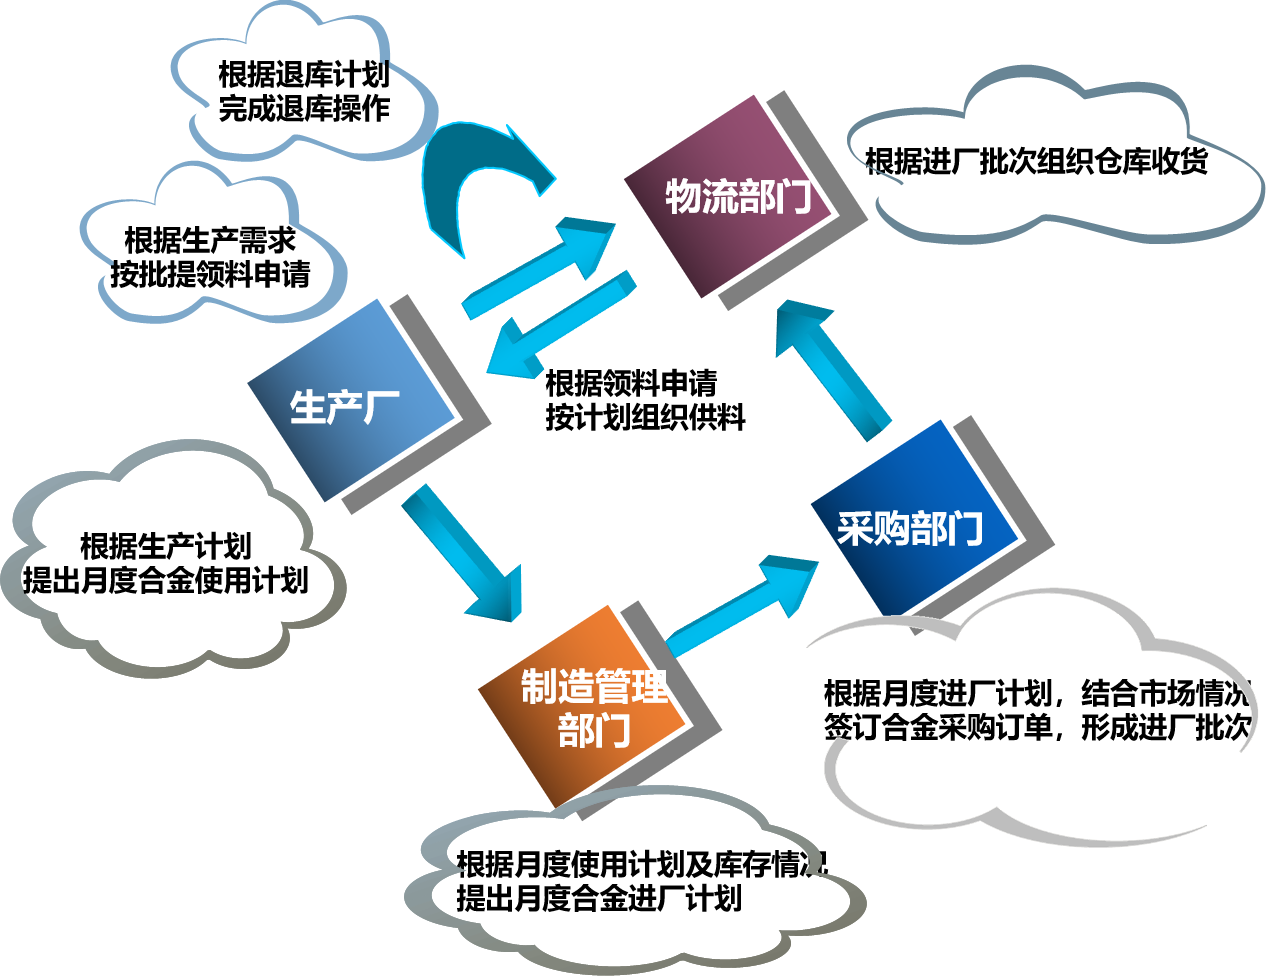 根据退库计划
完成退库操作
根据生产需求
按批提领料申请
物流部门
根据进厂批次组织仓库收货
生产厂
根据领料申请
按计划组织供料
采购部门
根据生产计划
提出月度合金使用计划
制造管理
部门
根据月度进厂计划，结合市场情况
签订合金采购订单，形成进厂批次
根据月度使用计划及库存情况
提出月度合金进厂计划